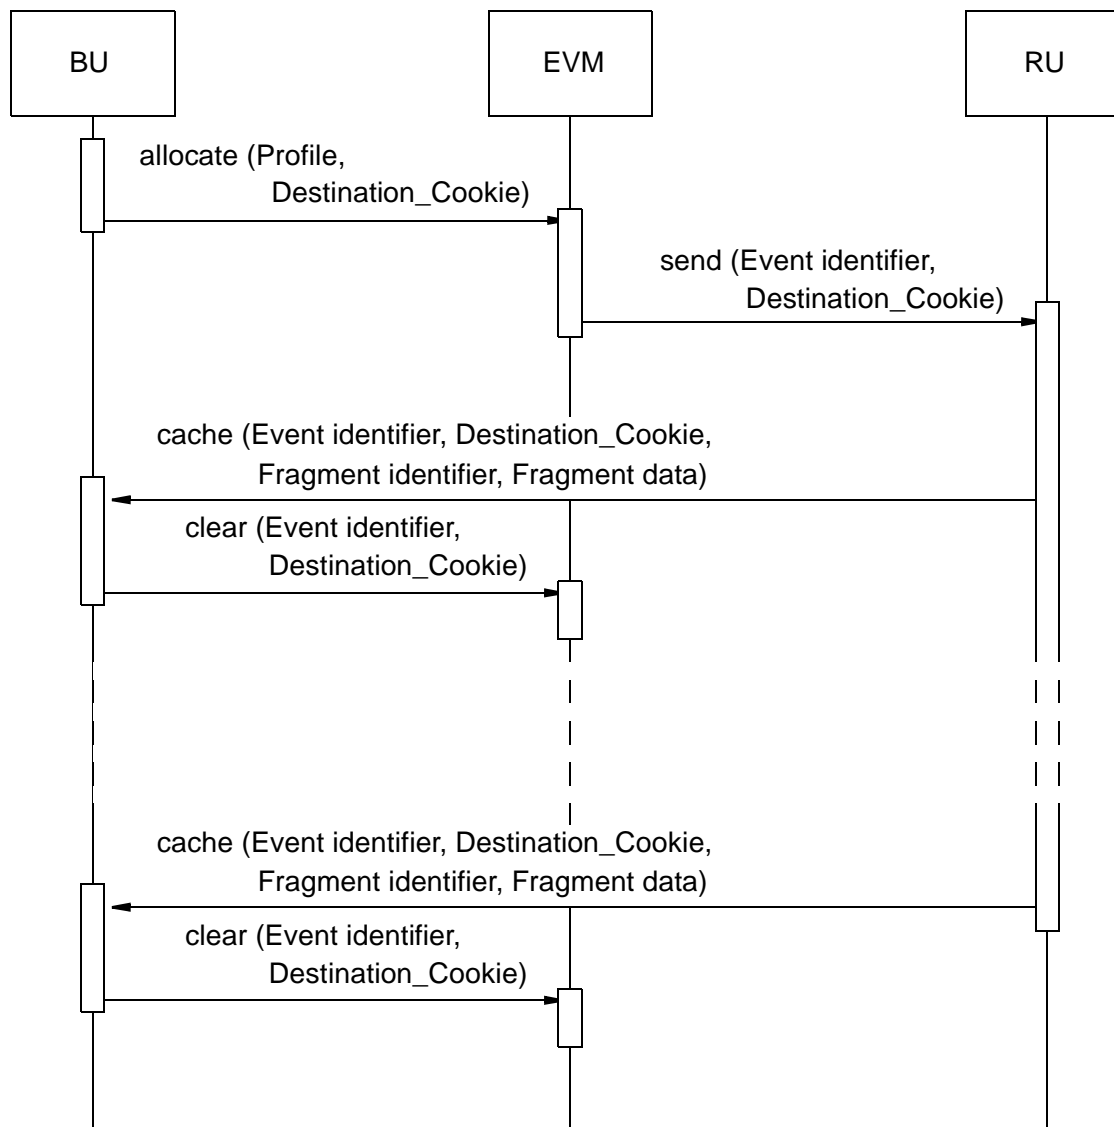 BU
EVM
RU
allocate (Profile,
Destination_Cookie)
send (Event identifier,
Destination_Cookie)
cache (Event identifier, Destination_Cookie,
Fragment identifier, Fragment data)
clear (Event identifier,
Destination_Cookie)
cache (Event identifier, Destination_Cookie,
Fragment identifier, Fragment data)
clear (Event identifier,
Destination_Cookie)